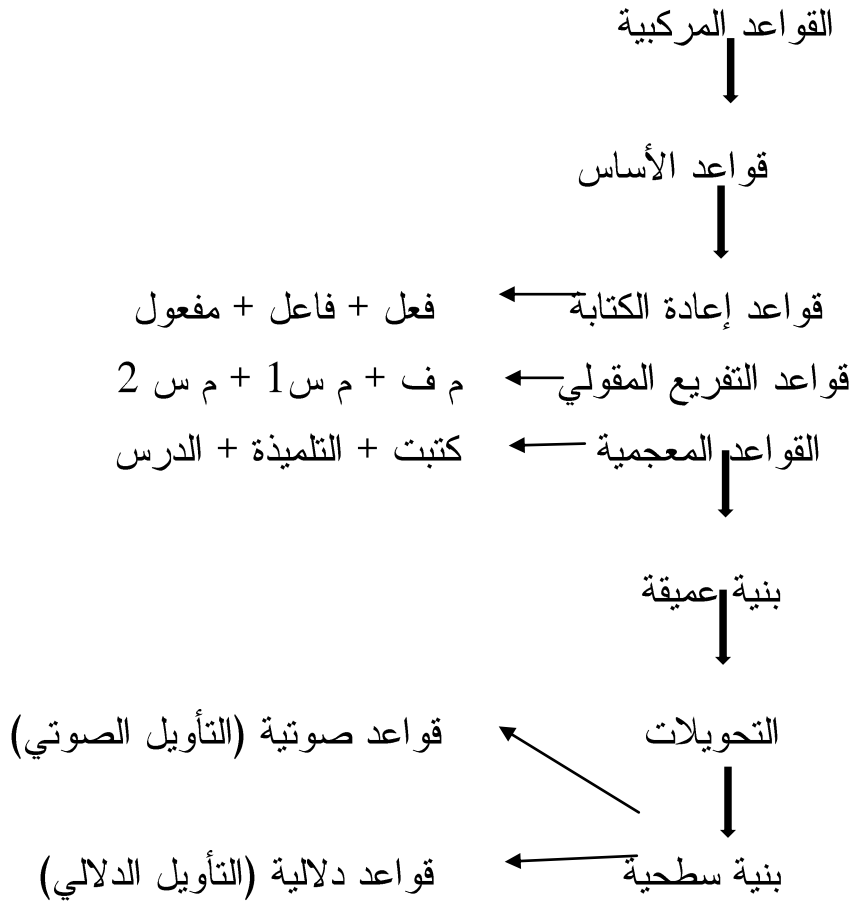 القواعد المركبية
قواعد الأساس
قواعد إعادة الكتابة فعل + فاعل + مفعول
قواعد التفريع المقولي م ف + م س1 + م س 2
القواعد المعجمية كتبت + التلميذة + الدرس
بنية عميقة
التحويلات قواعد صوتية (التأويل الصوتي)
بنية سطحية قواعد دلالية (التأويل الدلالي)